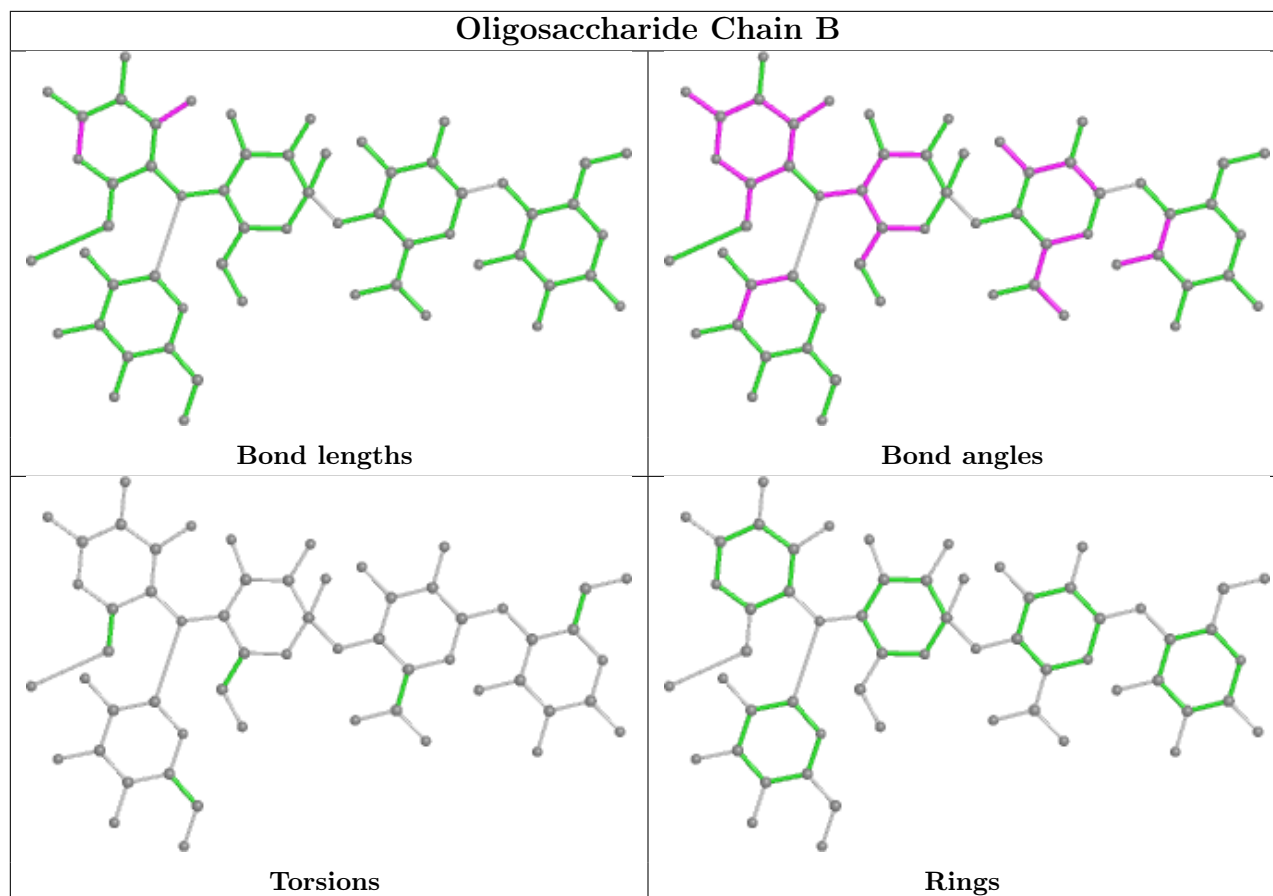 Oligosaccharide Chain B
Bond lengths
Bond angles
Torsions
Rings